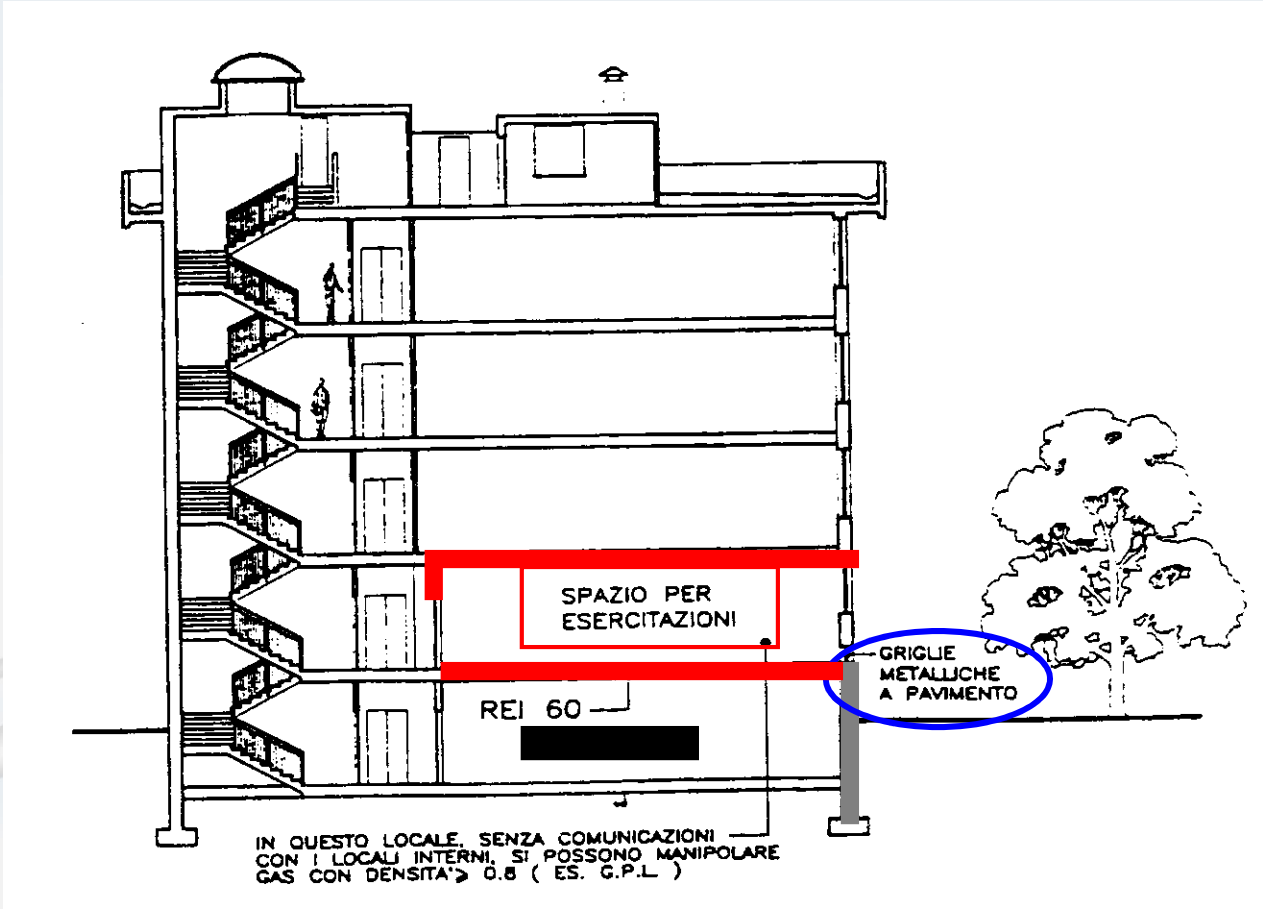 SPAZIO PER
ESERCITAZIONI
GRIGLIE
METALLICHE
A PAVIMENTO
REI 60
IN QUESTO LOCALE, SENZA COMUNICAZIONI
CON I LOCALI INTERNI, SI POSSONO MANIPOLARE
GAS CON DENSITA'> 0.8 ( ES. G.P.L )